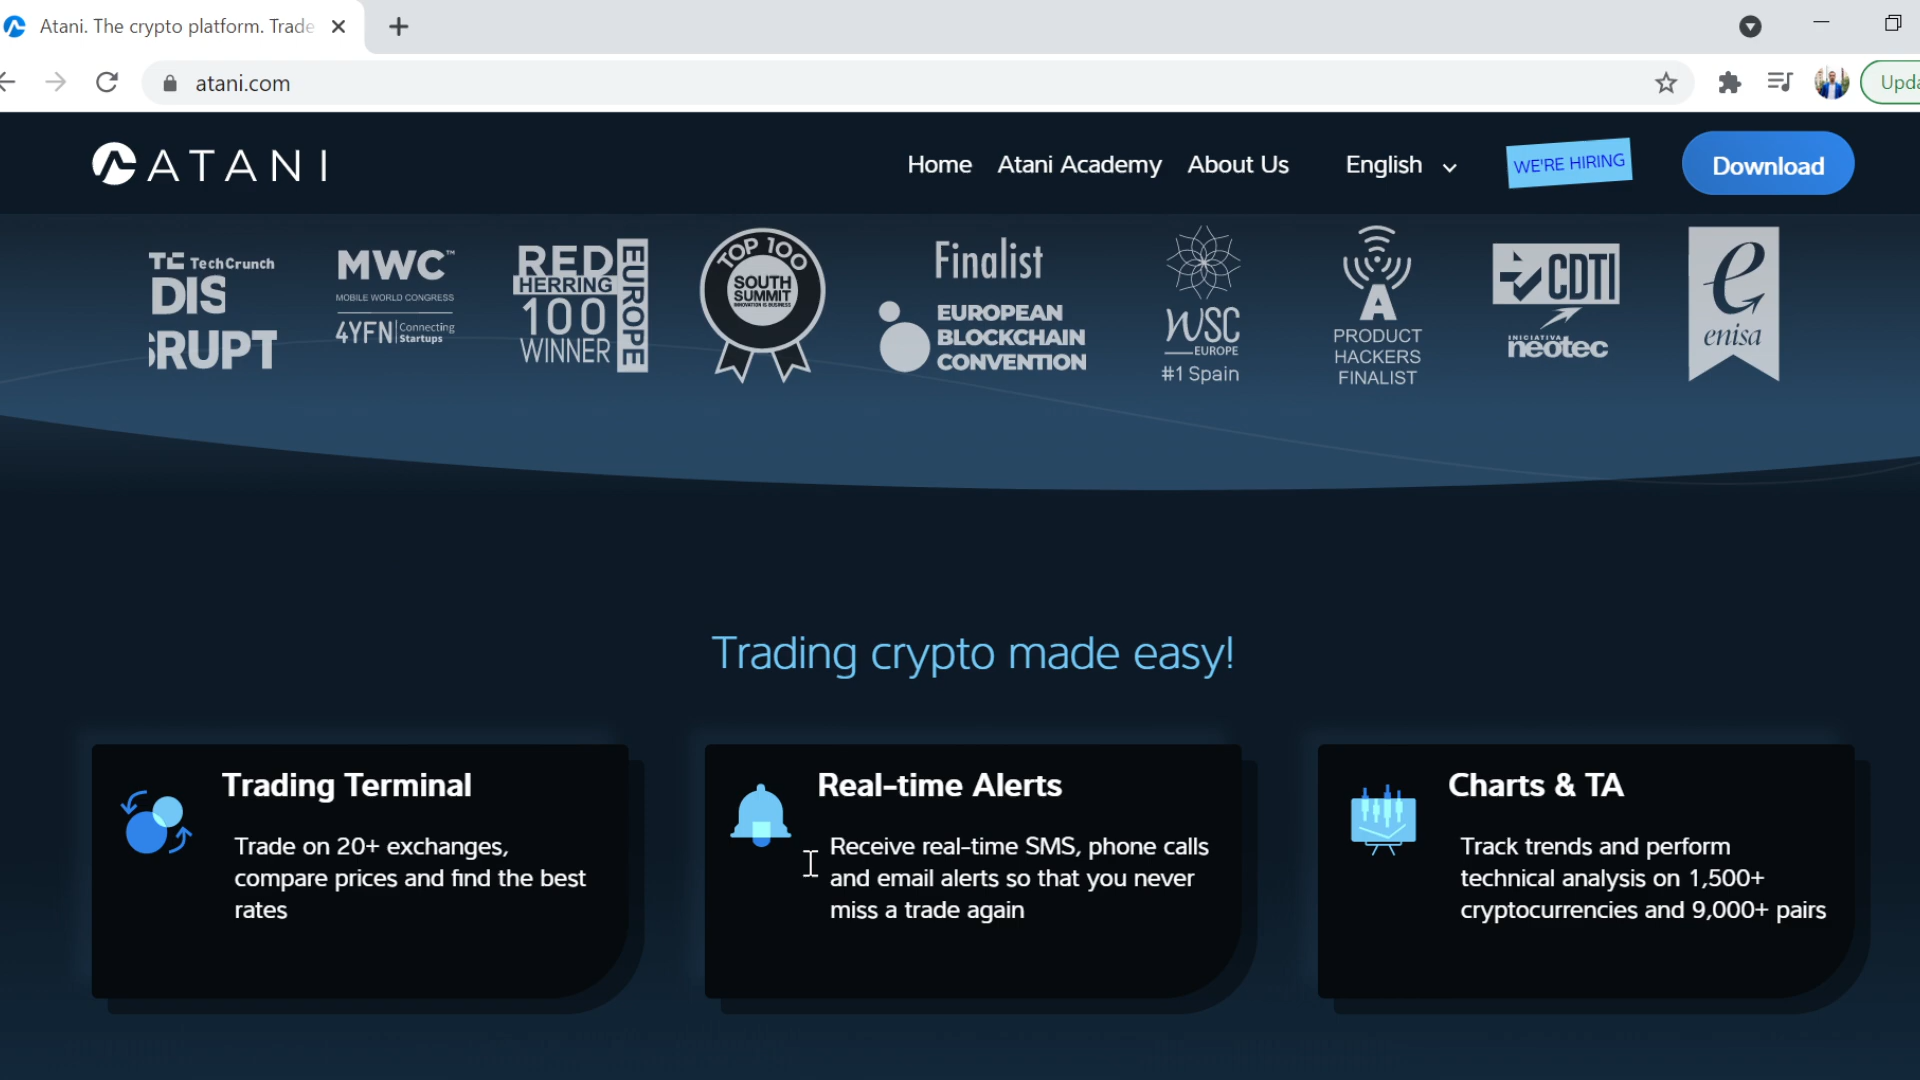 Atani. The crypto platform. Trade
atani.com
Upda
ATANI
Home
Atani Academy
About Us
English
WE'RE HIRING
Download
TechCrunch
DIS
RUPT
MWC™
MOBILE WORLD CONGRESS
4YFN Connecting
Startups
RED
HERRING
100
WINNER
EUROPE
TOP 100
SOUTH
SUMMIT
INNOVATION IS BUSINESS
Finalist
EUROPEAN
BLOCKCHAIN
CONVENTION
WSC
EUROPE
#1 Spain
PRODUCT
HACKERS
FINALIST
CDTI
INICIATIVA
neotec
e
enisa
Trading crypto made easy!
Trading Terminal
Trade on 20+ exchanges,
compare prices and find the best
rates
Real-time Alerts
Receive real-time SMS, phone calls
and email alerts so that you never
miss a trade again
Charts & TA
Track trends and perform
technical analysis on 1,500+
cryptocurrencies and 9,000+ pairs